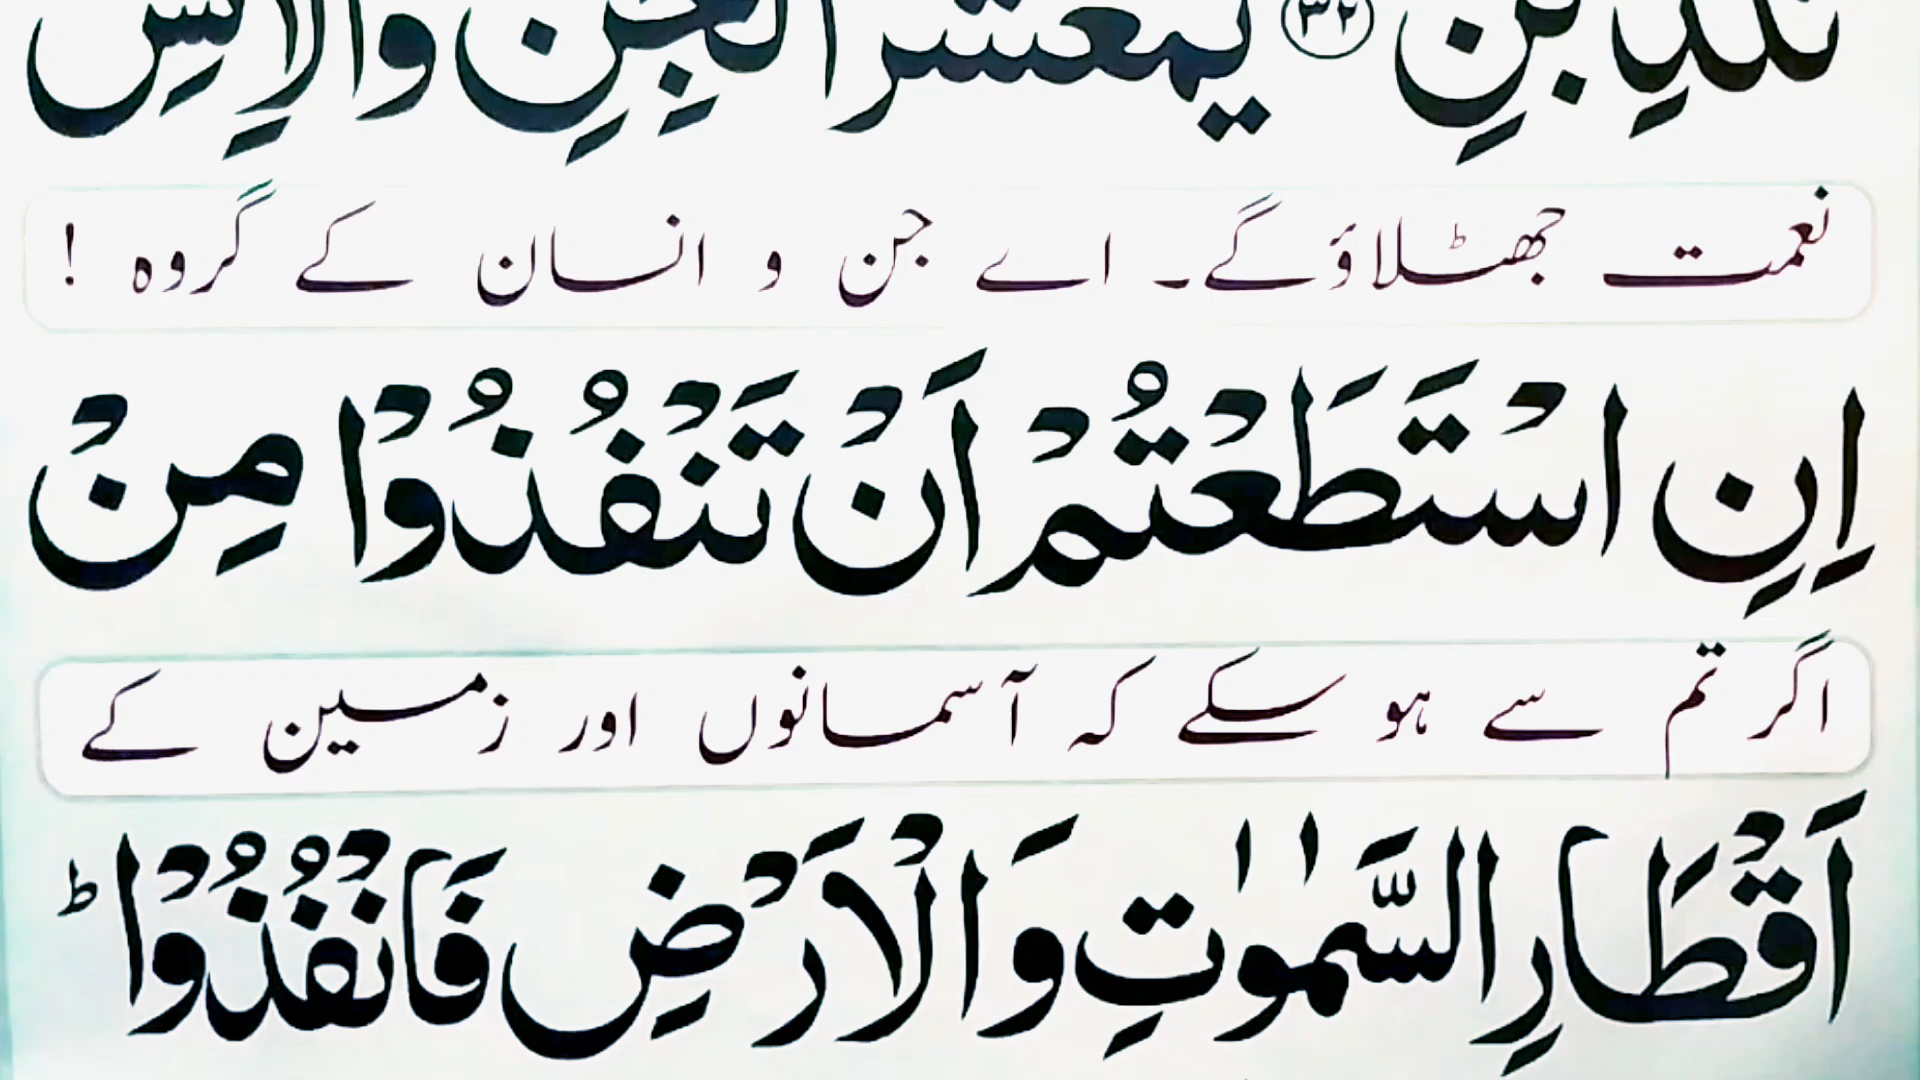 تُكَذِّبٰنِ ۝۳۲ يٰمَعْشَرَ الْجِنِّ وَالْاِنْسِ
نعمت جھٹلاؤ گے۔ اے جن و انسان کے گروہ !
اِنِ اسْتَطَعْتُمْ اَنْ تَنْفُذُوْا مِنْ
اگر تم سے ہو سکے کہ آسمانوں اور زمین کے
اَقْطَارِ السَّمٰوٰتِ وَالْاَرْضِ فَانْفُذُوْا ؕ